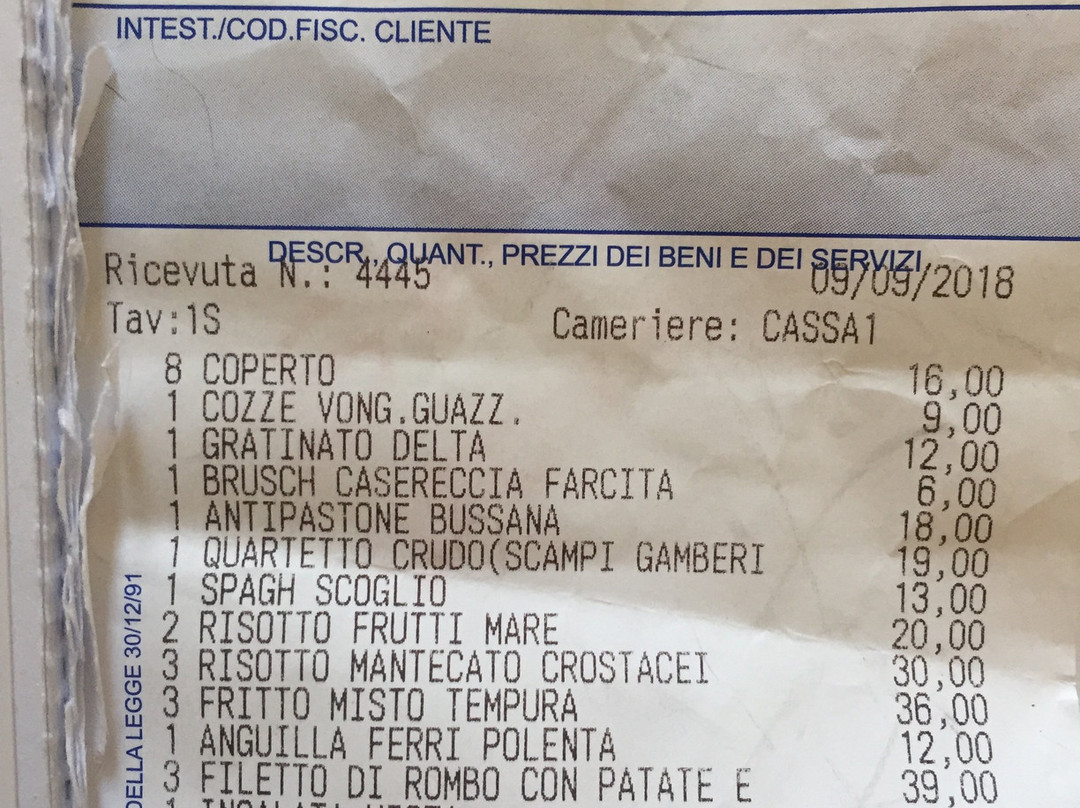 INTEST./COD.FISC. CLIENTE
DESCR., QUANT., PREZZI DEI BENI E DEI SERVIZI
Ricevuta N.: 4445 09/09/2018
Tav:1S Cameriere: CASSA1
8 COPERTO 16,00
1 COZZE VONG.GUAZZ. 9,00
1 GRATINATO DELTA 12,00
1 BRUSCH CASERECCIA FARCITA 6,00
1 ANTIPASTONE BUSSANA 18,00
1 QUARTETTO CRUDO(SCAMPI GAMBERI 19,00
1 SPAGH SCOGLIO 13,00
2 RISOTTO FRUTTI MARE 20,00
3 RISOTTO MANTECATO CROSTACEI 30,00
3 FRITTO MISTO TEMPURA 36,00
1 ANGUILLA FERRI POLENTA 12,00
3 FILETTO DI ROMBO CON PATATE E 39,00
DELLA LEGGE 30/12/91